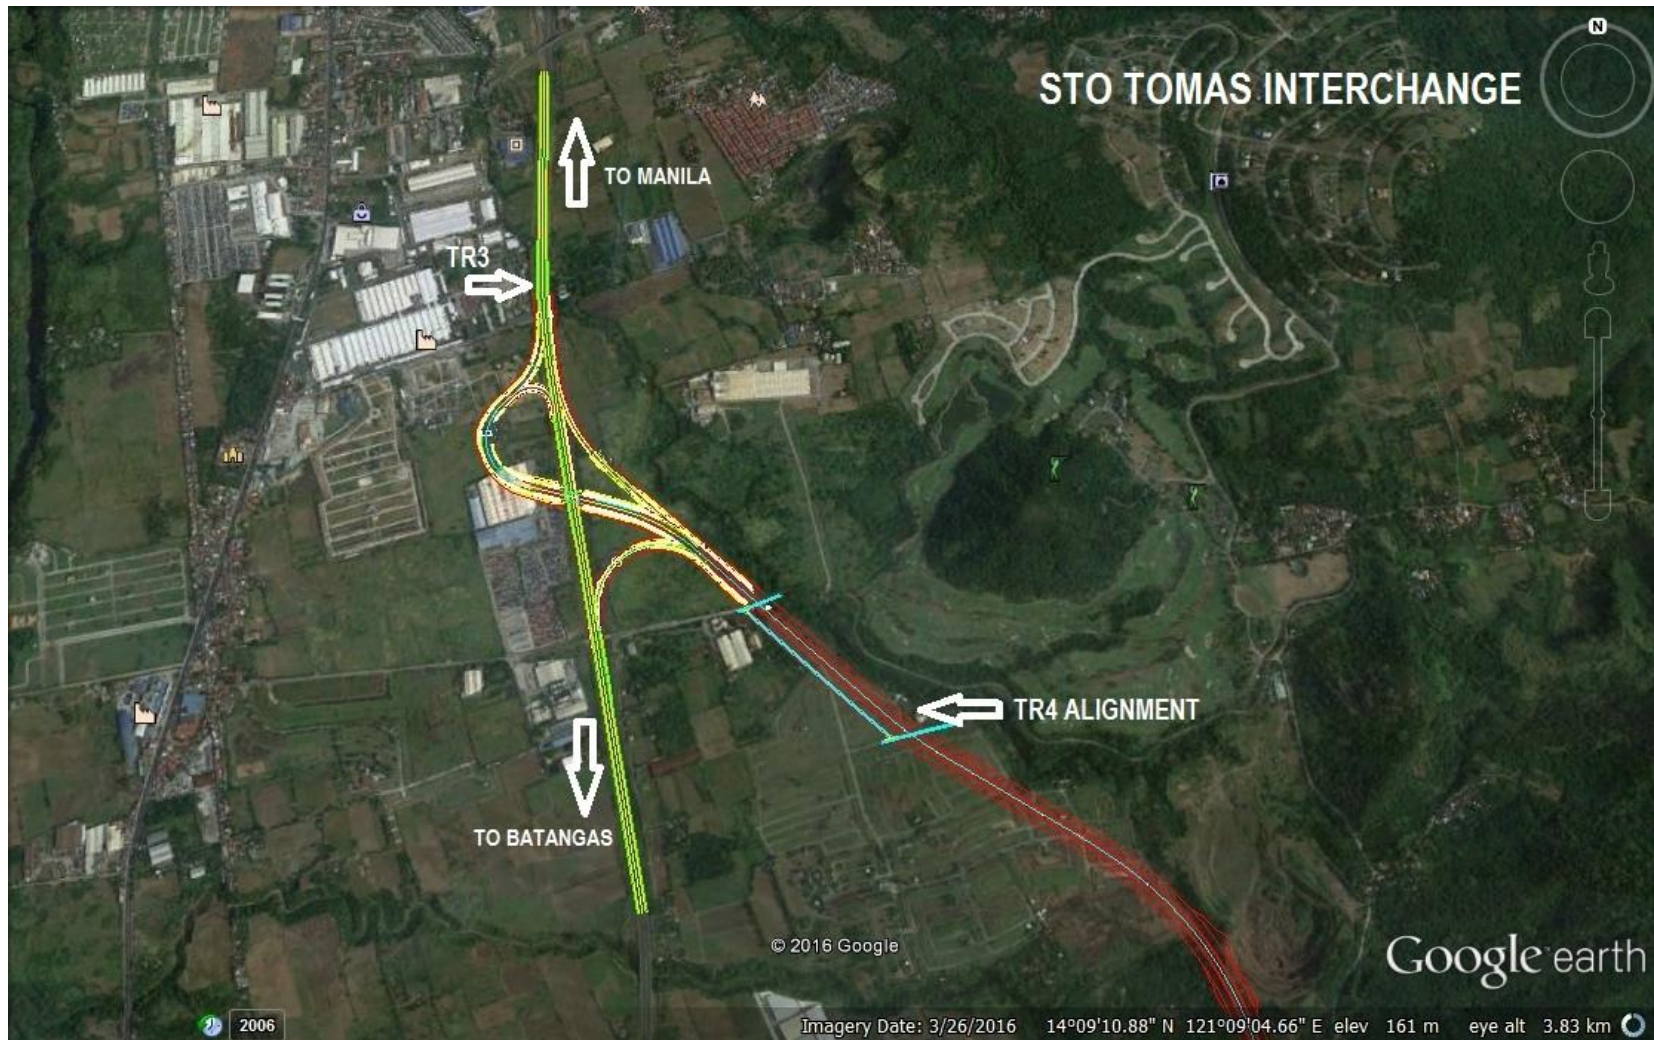 N
STO TOMAS INTERCHANGE
TO MANILA
TR3
TR4 ALIGNMENT
TO BATANGAS
© 2016 Google
Google earth
2006
Imagery Date: 3/26/2016 14°09'10.88" N 121°09'04.66" E elev 161 m eye alt 3.83 km